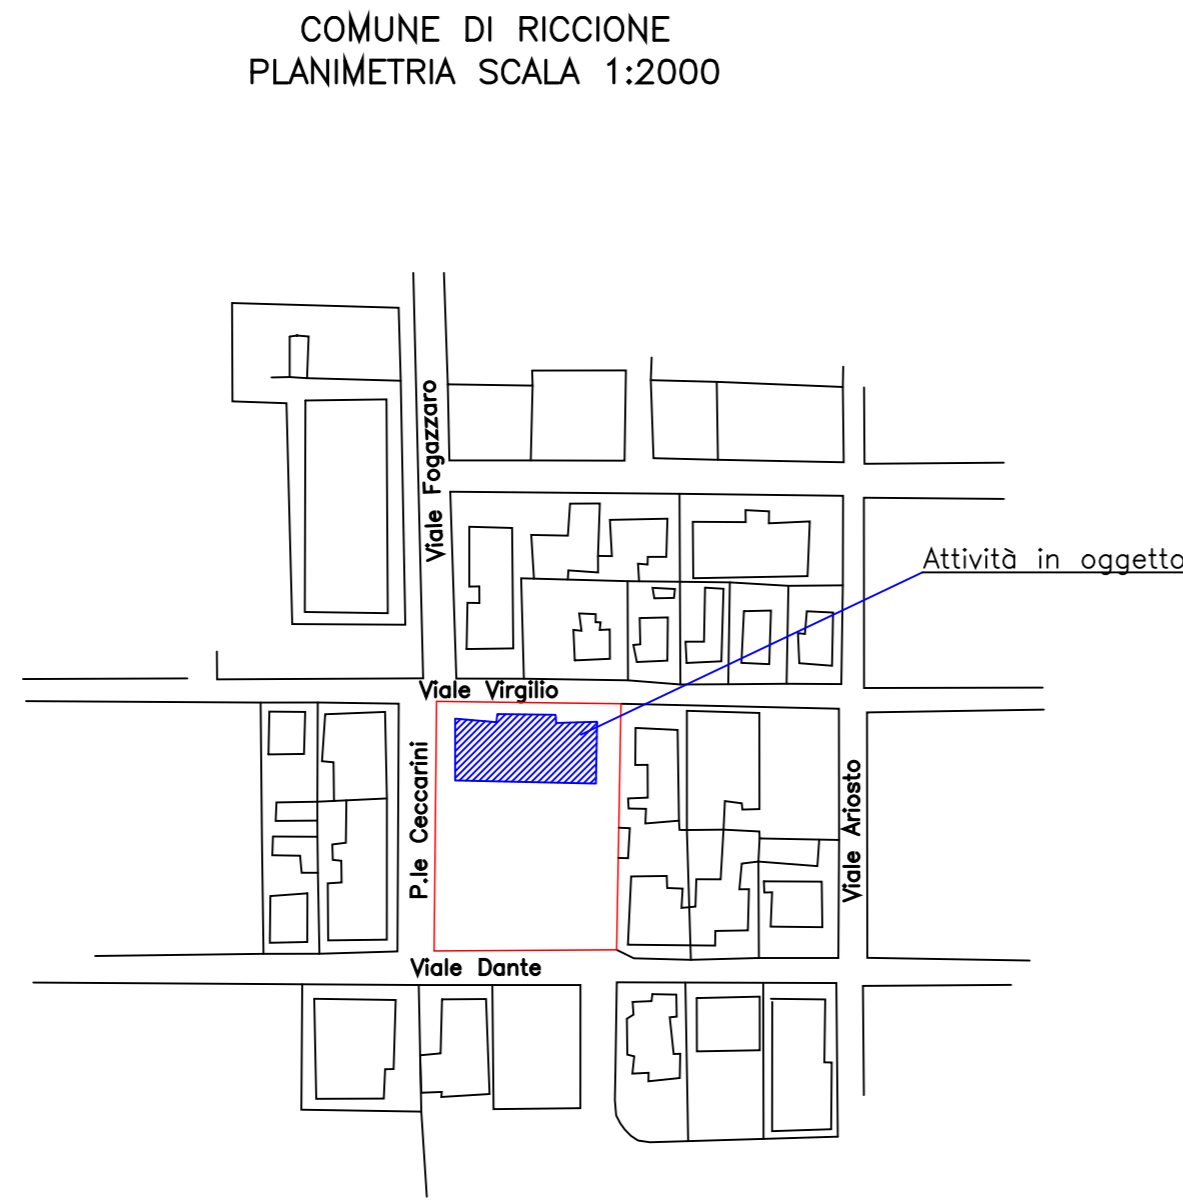 COMUNE DI RICCIONE
PLANIMETRIA SCALA 1:2000
Viale Fogazzaro
Attività in oggetto
Viale Virgilio
P.le Ceccarini
Viale Ariosto
Viale Dante